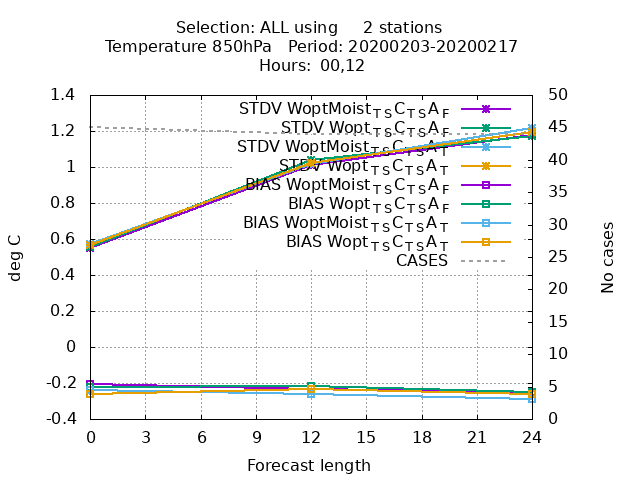 Selection: ALL using 2 stations
Temperature 850hPa Period: 20200203-20200217
Hours: 00,12
1.4
1.2
1
0.8
0.6
0.4
0.2
0
-0.2
-0.4
deg C
STDV WoptMoistTSCTSAF
STDV WoptTSCTSAF
STDV WoptMoistTSCTSAT
STDV WoptTSCTSAT
BIAS WoptMoistTSCTSAF
BIAS WoptTSCTSAF
BIAS WoptMoistTSCTSAT
BIAS WoptTSCTSAT
CASES
50
45
40
35
30
25
20
15
10
5
0
No cases
0 3 6 9 12 15 18 21 24
Forecast length